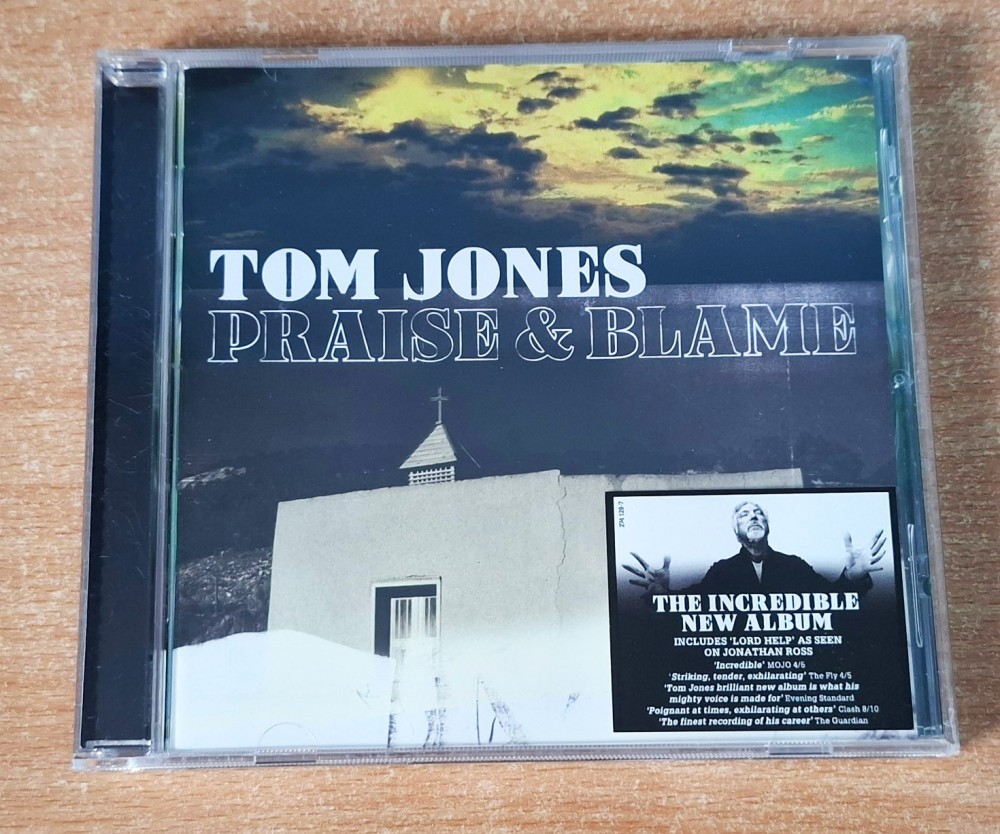 TOM JONES
PRAISE & BLAME
274 129-7
THE INCREDIBLE
NEW ALBUM
INCLUDES 'LORD HELP' AS SEEN
ON JONATHAN ROSS
'Incredible' MOJO 4/5
'Striking, tender, exhilarating' The Fly 4/5
'Tom Jones brilliant new album is what his
mighty voice is made for' Evening Standard
'Poignant at times, exhilarating at others' Clash 8/10
'The finest recording of his career' The Guardian